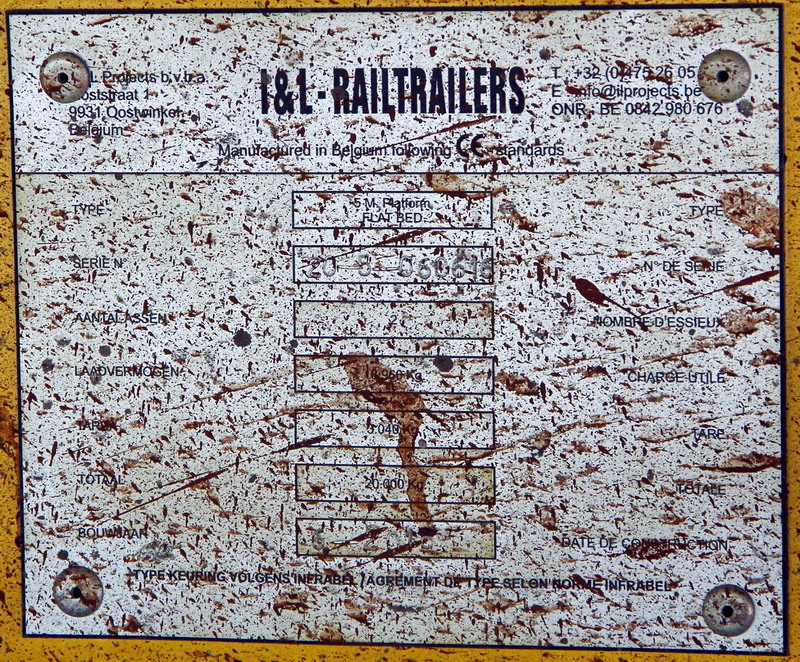 L Projects b.v.b.a.
oststraat 1
9931 Oostwinkel
Belgium
I&L-RAILTRAILERS
T +32 (0)475 26 05
E info@ilprojects.be
ONR BE 0842 980 676
Manufactured in Belgium following CE standards
TYPE 5 M. Platform TYPE
FLAT BED
SERIE N° N° DE SERIE
AANTAL ASSEN 2 NOMBRE D'ESSIEUX
LAADVERMOGEN CHARGE UTILE
TARRA TARE
TOTAAL 20.000 Kg TOTALE
BOUWJAAR DATE DE CONSTRUCTION
TYPE KEURING VOLGENS INFRABEL / AGREMENT DE TYPE SELON NORME INFRABEL